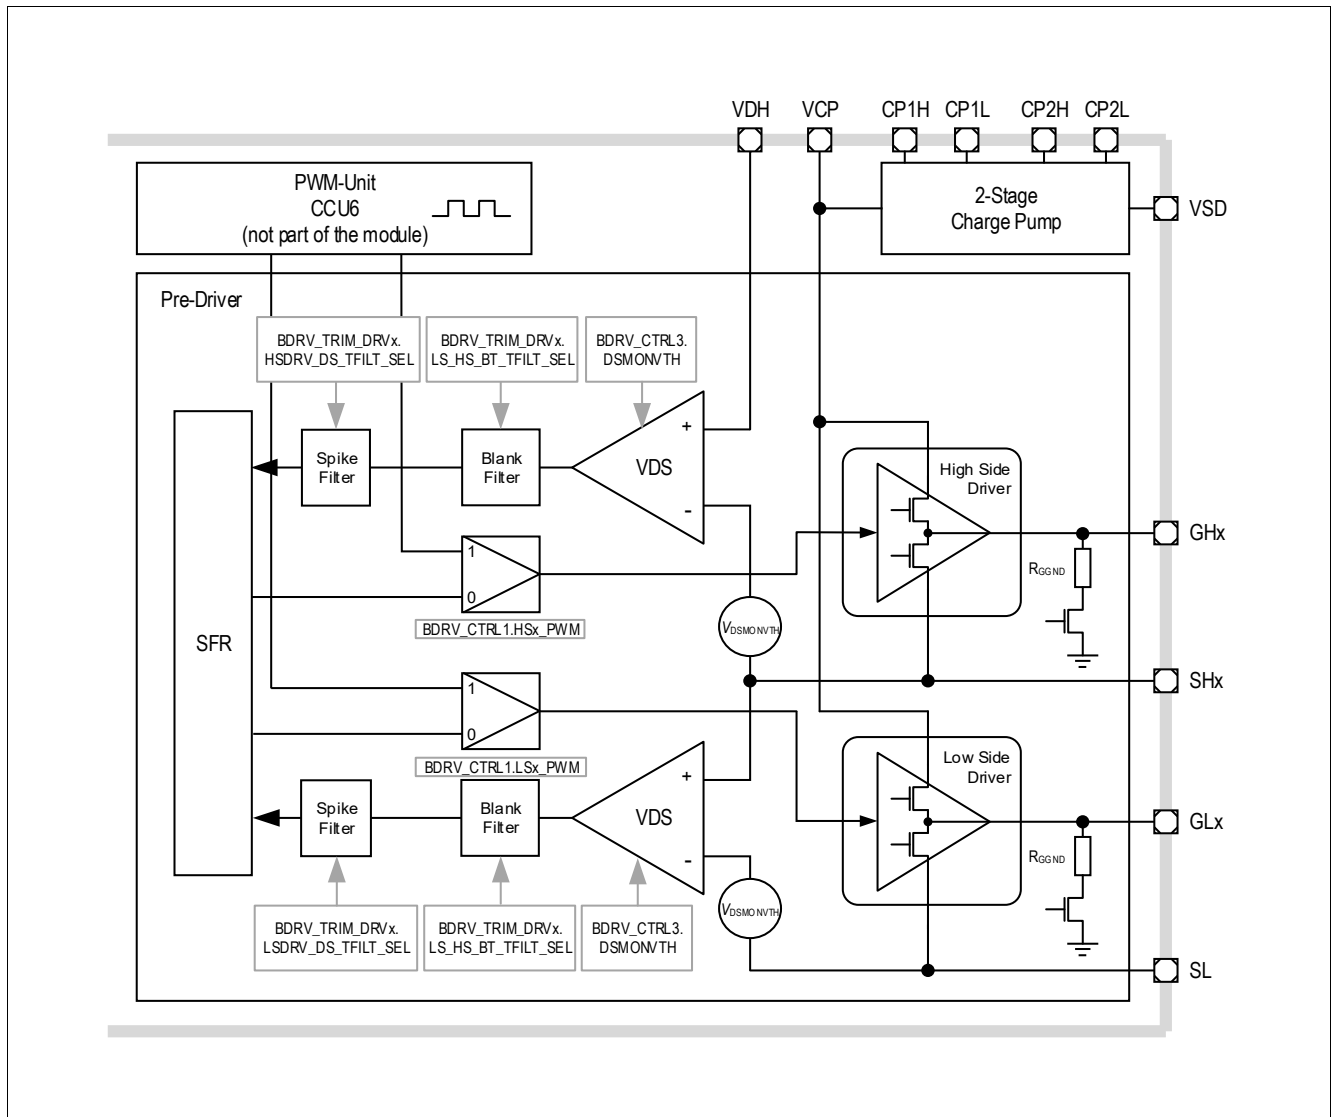 VDH
VCP
CP1H
CP1L
CP2H
CP2L
PWM-Unit
CCU6
(not part of the module)
2-Stage
Charge Pump
VSD
Pre-Driver
BDRV_TRIM_DRVx.
HSDRV_DS_TFILT_SEL
BDRV_TRIM_DRVx.
LS_HS_BT_TFILT_SEL
BDRV_CTRL3.
DSMONVTH
Spike
Filter
Blank
Filter
VDS
+
-
High Side
Driver
GHx
RGGND
1
0
BDRV_CTRL1.HSx_PWM
VDSMONVTH
SFR
SHx
1
0
BDRV_CTRL1.LSx_PWM
Low Side
Driver
Spike
Filter
Blank
Filter
VDS
+
-
GLx
RGGND
VDSMONVTH
BDRV_TRIM_DRVx.
LSDRV_DS_TFILT_SEL
BDRV_TRIM_DRVx.
LS_HS_BT_TFILT_SEL
BDRV_CTRL3.
DSMONVTH
SL